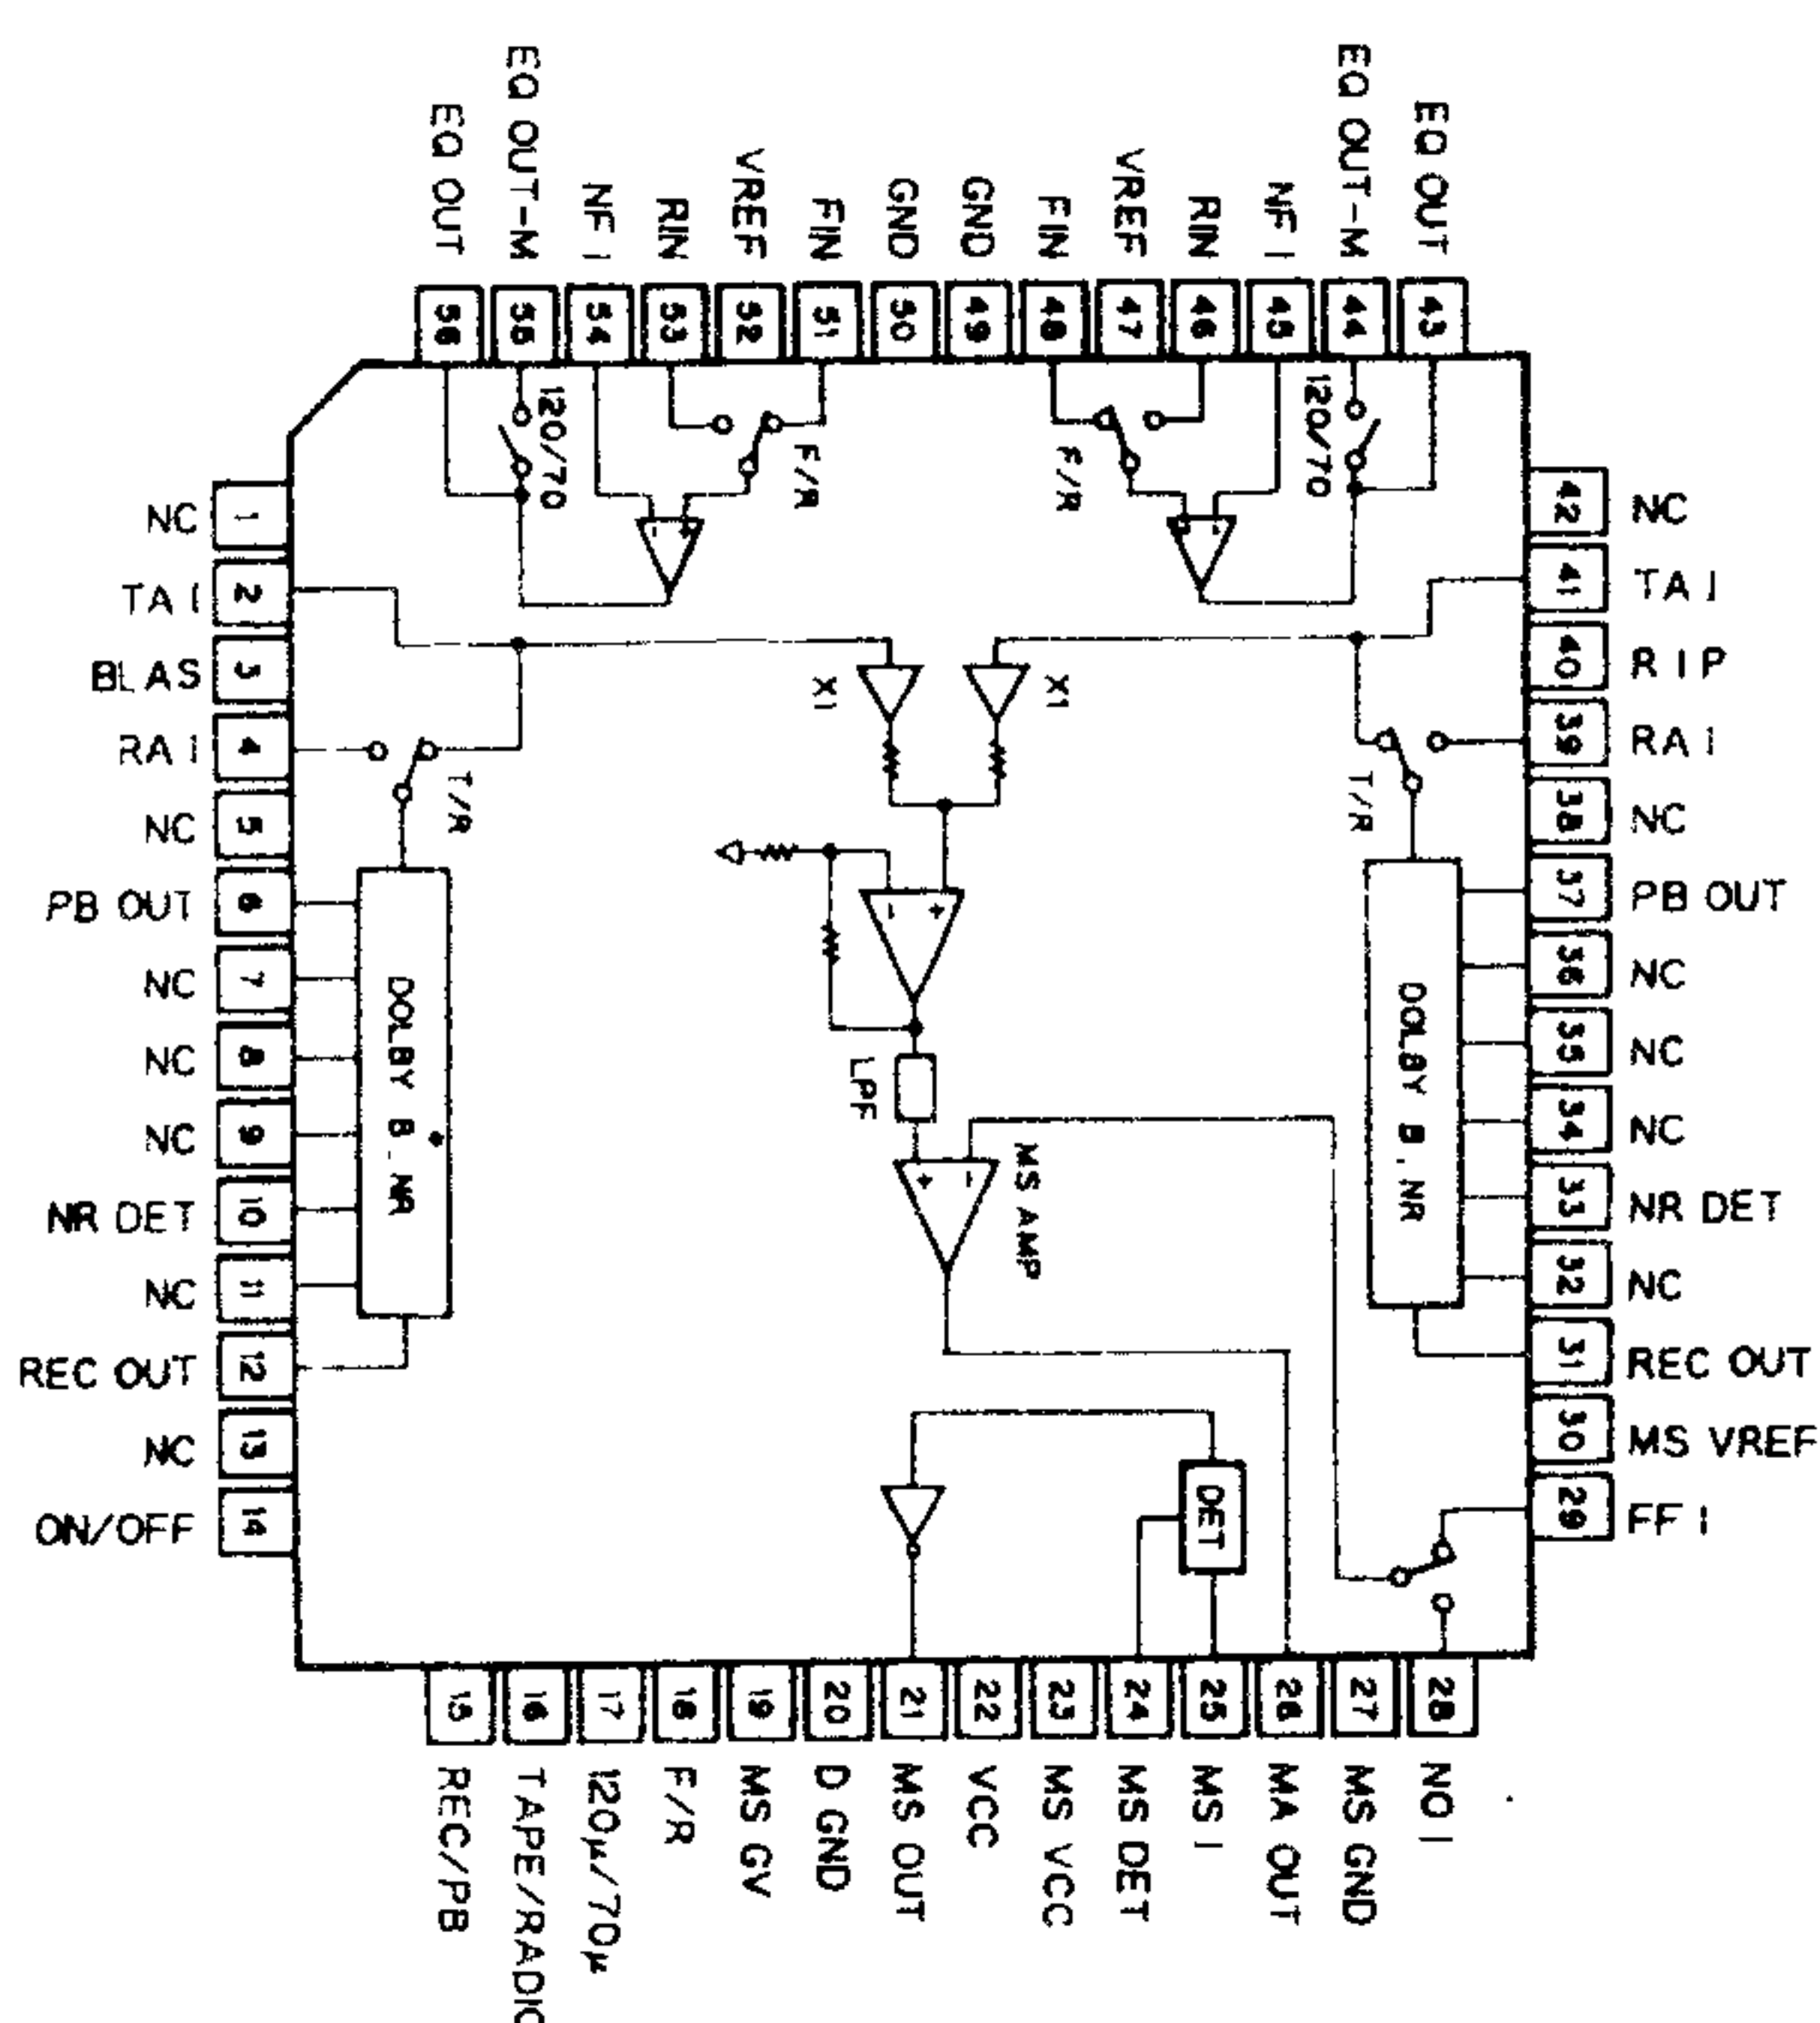 EQ OUT
EQ OUT-M
NF I
RIN
VREF
FIN
GND
GND
FIN
VREF
RIN
NF I
EQ OUT-M
EQ OUT
56
55
54
53
52
51
50
49
48
47
46
45
44
43
120/70
F/R
F/R
120/70
NC 1
TA I 2
BLAS 3
RA I 4
NC 5
PB OUT 6
NC 7
NC 8
NC 9
NR DET 10
NC 11
REC OUT 12
NC 13
ON/OFF 14
42 NC
41 TA I
40 RIP
39 RA I
38 NC
37 PB OUT
36 NC
35 NC
34 NC
33 NR DET
32 NC
31 REC OUT
30 MS VREF
29 FF I
X1
X1
T/R
T/R
- +
- +
- +
DOLBY B. NR
DOLBY B. NR
LPF
+ -
MS AMP
DET
15
16
17
18
19
20
21
22
23
24
25
26
27
28
REC/PB
TAPE/RADIO
120μ/70μ
F/R
MS GV
D GND
MS OUT
VCC
MS VCC
MS DET
MS I
MA OUT
MS GND
NO I